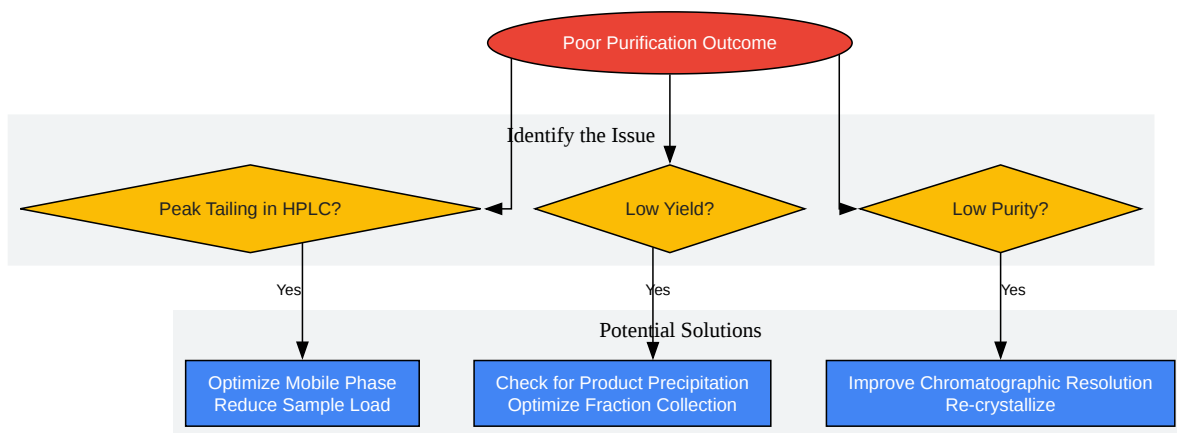 Poor Purification Outcome
Identify the Issue
Peak Tailing in HPLC?
Low Yield?
Low Purity?
Yes
Yes
Yes
Potential Solutions
Optimize Mobile Phase
Reduce Sample Load
Check for Product Precipitation
Optimize Fraction Collection
Improve Chromatographic Resolution
Re-crystallize